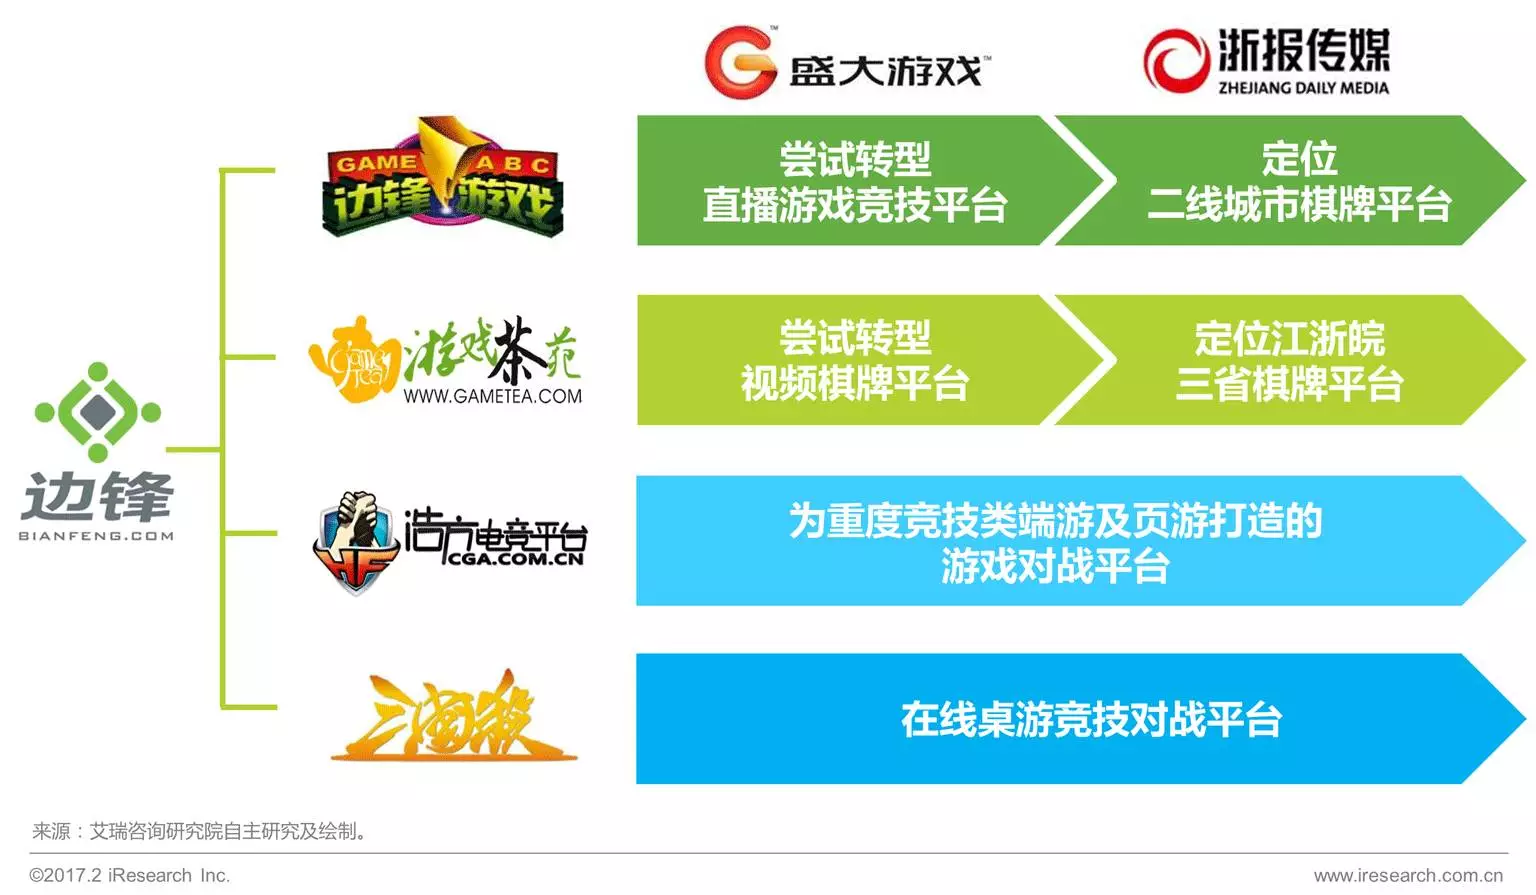 盛大游戏™
浙报传媒
ZHEJIANG DAILY MEDIA
GAME ABC
边锋游戏
尝试转型
直播游戏竞技平台
定位
二线城市棋牌平台
Game
Tea
游戏茶苑
WWW.GAMETEA.COM
尝试转型
视频棋牌平台
定位江浙皖
三省棋牌平台
边锋
BIANFENG.COM
HF
浩方电竞平台
CGA.COM.CN
为重度竞技类端游及页游打造的
游戏对战平台
三国殺
在线桌游竞技对战平台
来源：艾瑞咨询研究院自主研究及绘制。
©2017.2 iResearch Inc.
www.iresearch.com.cn